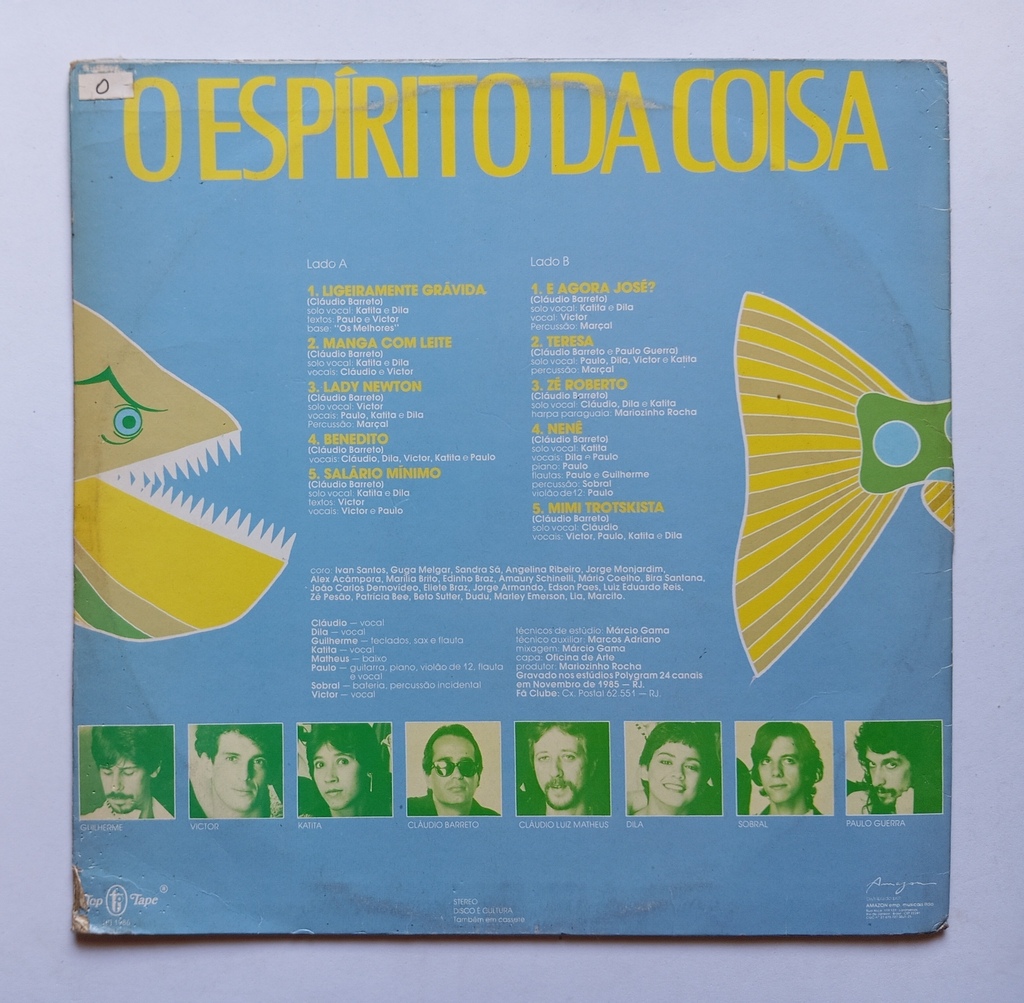 O
O ESPÍRITO DA COISA
Lado A
1. LIGEIRAMENTE GRÁVIDA
(Cláudio Barreto)
solo vocal: Katita e Dila
textos: Paulo e Victor
base: "Os Melhores"
2. MANGA COM LEITE
(Cláudio Barreto)
solo vocal: Katita e Dila
vocais: Cláudio e Victor
3. LADY NEWTON
(Cláudio Barreto)
solo vocal: Victor
vocais: Paulo, Katita e Dila
Percussão: Marçal
4. BENEDITO
(Cláudio Barreto)
vocais: Cláudio, Dila, Victor, Katita e Paulo
5. SALÁRIO MÍNIMO
(Cláudio Barreto)
solo vocal: Katita e Dila
textos: Victor
vocais: Victor e Paulo
Lado B
1. E AGORA JOSÉ?
(Cláudio Barreto)
solo vocal: Katita e Dila
vocal: Victor
Percussão: Marçal
2. TERESA
(Cláudio Barreto e Paulo Guerra)
solo vocal: Paulo, Dila, Victor e Katita
percussão: Marçal
3. ZÉ ROBERTO
(Cláudio Barreto)
solo vocal: Cláudio, Dila e Katita
harpa paraguaia: Mariozinho Rocha
4. NENÊ
(Cláudio Barreto)
solo vocal: Katita
vocais: Dila e Paulo
piano: Paulo
flautas: Paulo e Guilherme
percussão: Sobral
violão de 12: Paulo
5. MIMI TROTSKISTA
(Cláudio Barreto)
solo vocal: Cláudio
vocais: Victor, Paulo, Katita e Dila
coro: Ivan Santos, Guga Melgar, Sandra Sá, Angelina Ribeiro, Jorge Monjardim,
Alex Acámpora, Marília Brito, Edinho Braz, Amaury Schinelli, Mário Coelho, Bira Santana,
João Carlos Demovídeo, Eliete Braz, Jorge Armando, Edson Paes, Luiz Eduardo Reis,
Zé Pesão, Patrícia Bee, Beto Sutter, Dudu, Marley Emerson, Lia, Marcito.
Cláudio — vocal
Dila — vocal
Guilherme — teclados, sax e flauta
Katita — vocal
Matheus — baixo
Paulo — guitarra, piano, violão de 12, flauta
e vocal
Sobral — bateria, percussão incidental
Victor — vocal
técnicos de estúdio: Márcio Gama
técnico auxiliar: Marcos Adriano
mixagem: Márcio Gama
capa: Oficina de Arte
produtor: Mariozinho Rocha
Gravado nos estúdios Polygram 24 canais
em Novembro de 1985 — RJ.
Fã Clube: Cx. Postal 62 551 — RJ.
GUILHERME
VICTOR
KATITA
CLÁUDIO BARRETO
CLÁUDIO LUIZ MATHEUS
DILA
SOBRAL
PAULO GUERRA
Top Tape ®
STEREO
DISCO É CULTURA
Também em cassete
Amazon
AMAZON emp. musicais ltda.